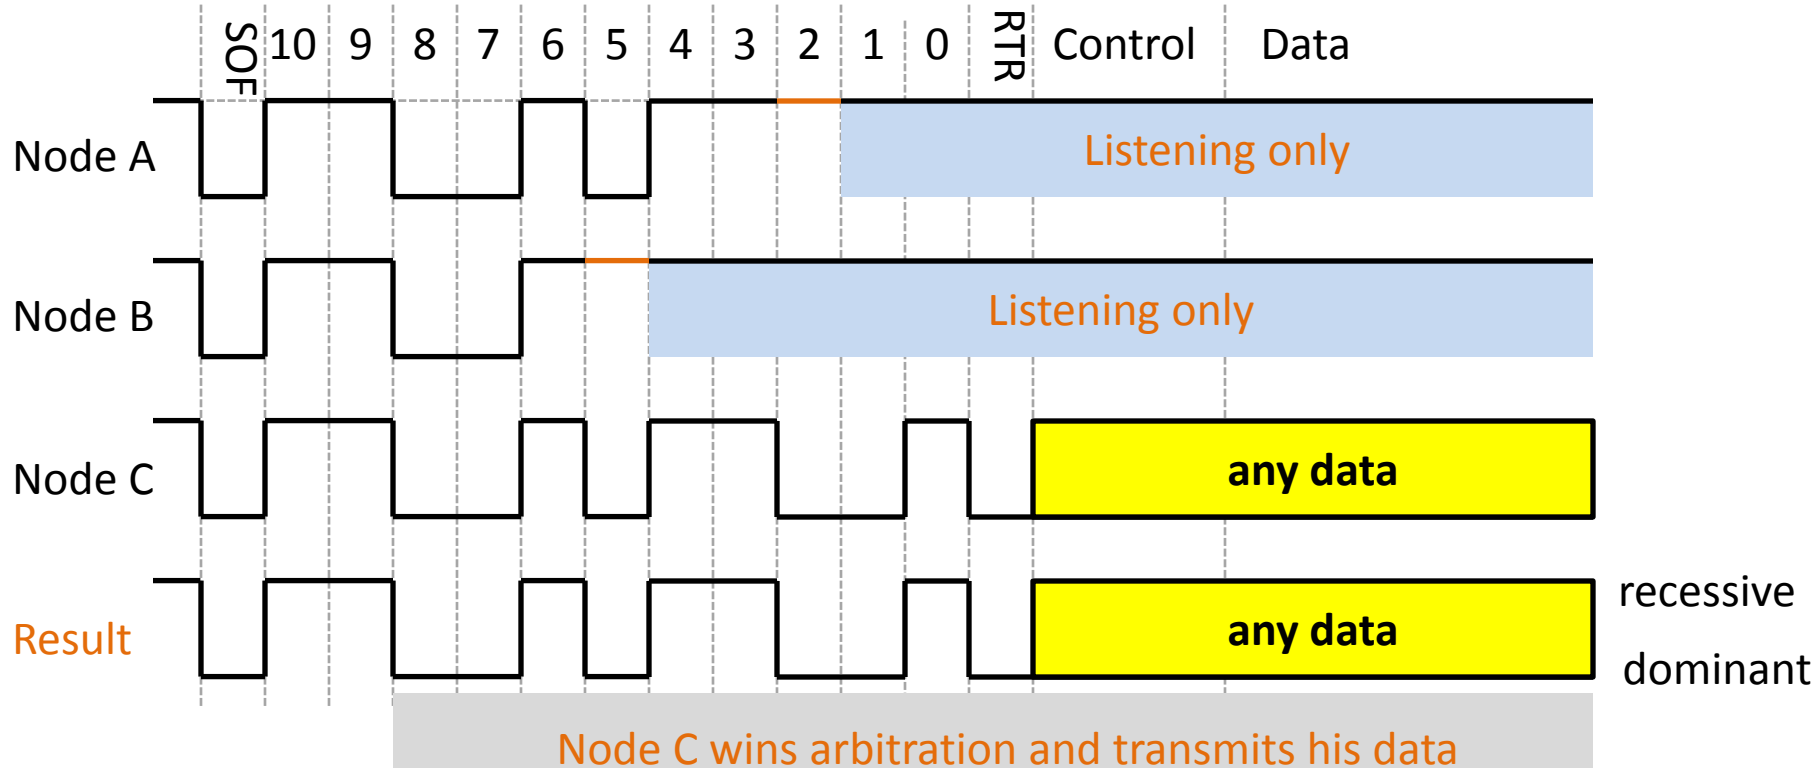 SOF 10 9 8 7 6 5 4 3 2 1 0 RTR Control Data
Node A
Listening only
Node B
Listening only
Node C
any data
Result
any data
recessive
dominant
Node C wins arbitration and transmits his data